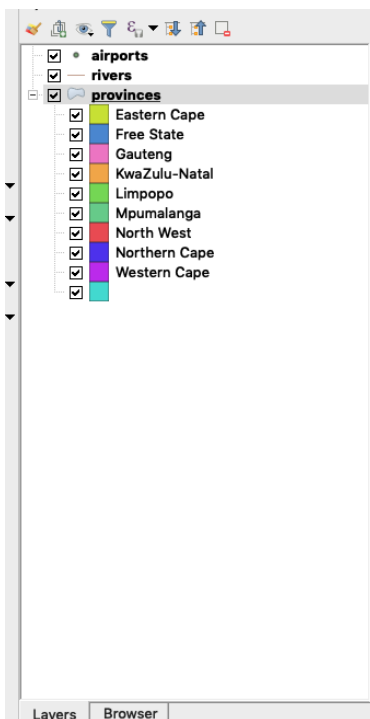 airports
rivers
provinces
Eastern Cape
Free State
Gauteng
KwaZulu-Natal
Limpopo
Mpumalanga
North West
Northern Cape
Western Cape
Layers Browser